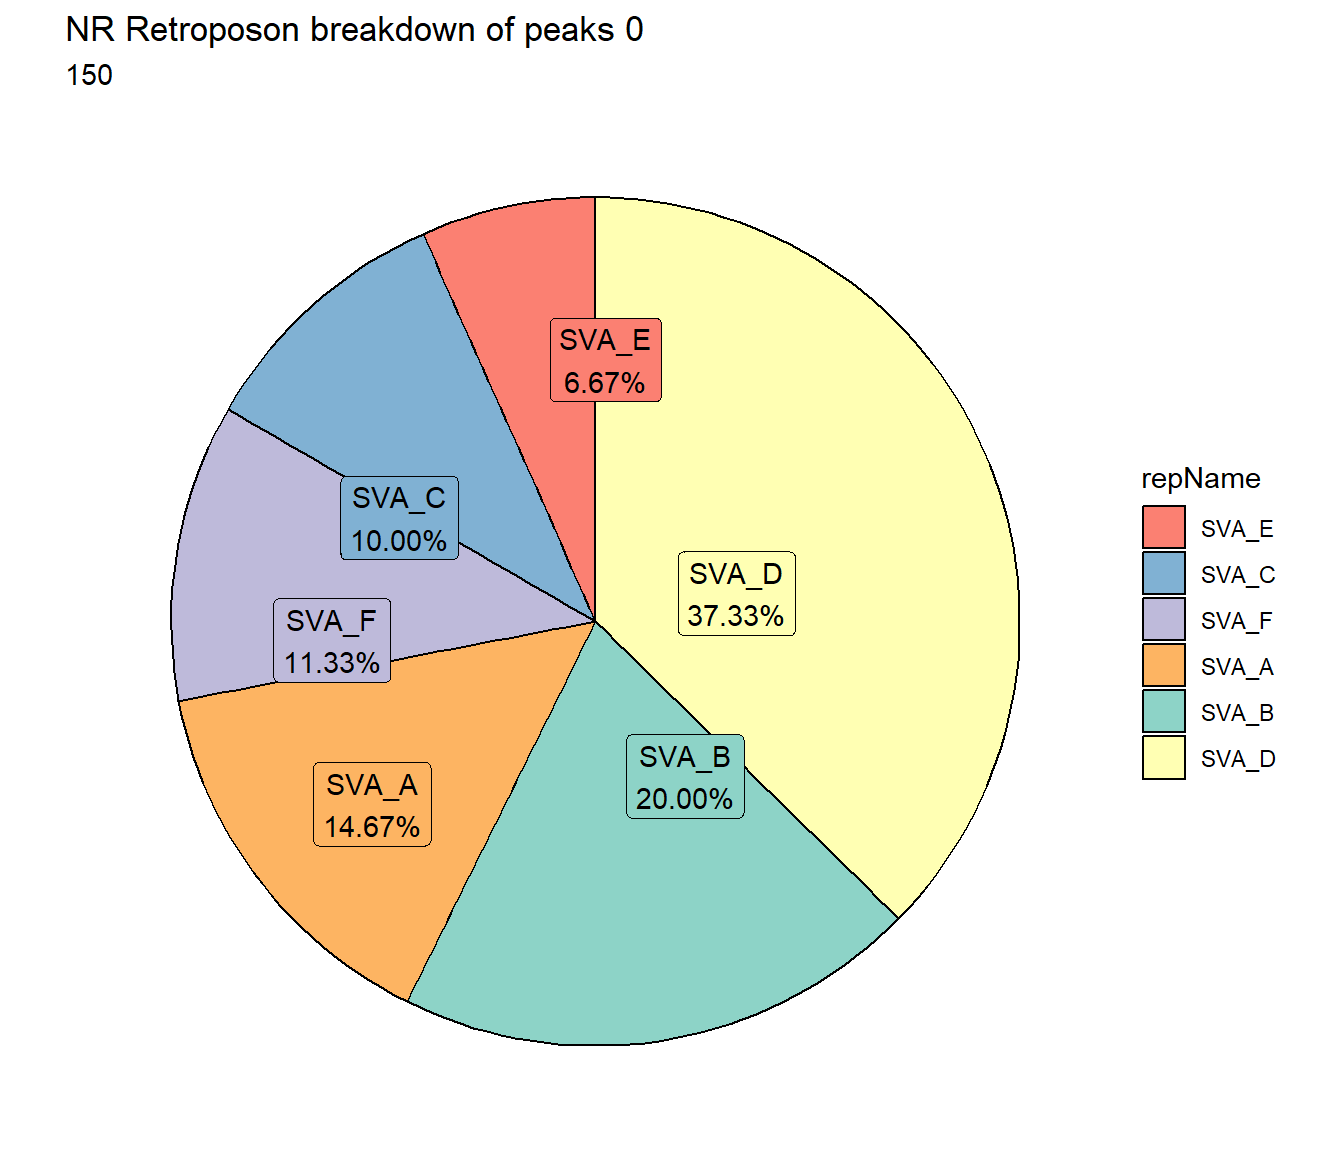 NR Retroposon breakdown of peaks 0
150
SVA_E
6.67%
SVA_C
10.00%
SVA_D
37.33%
SVA_F
11.33%
SVA_B
20.00%
SVA_A
14.67%
repName
SVA_E
SVA_C
SVA_F
SVA_A
SVA_B
SVA_D